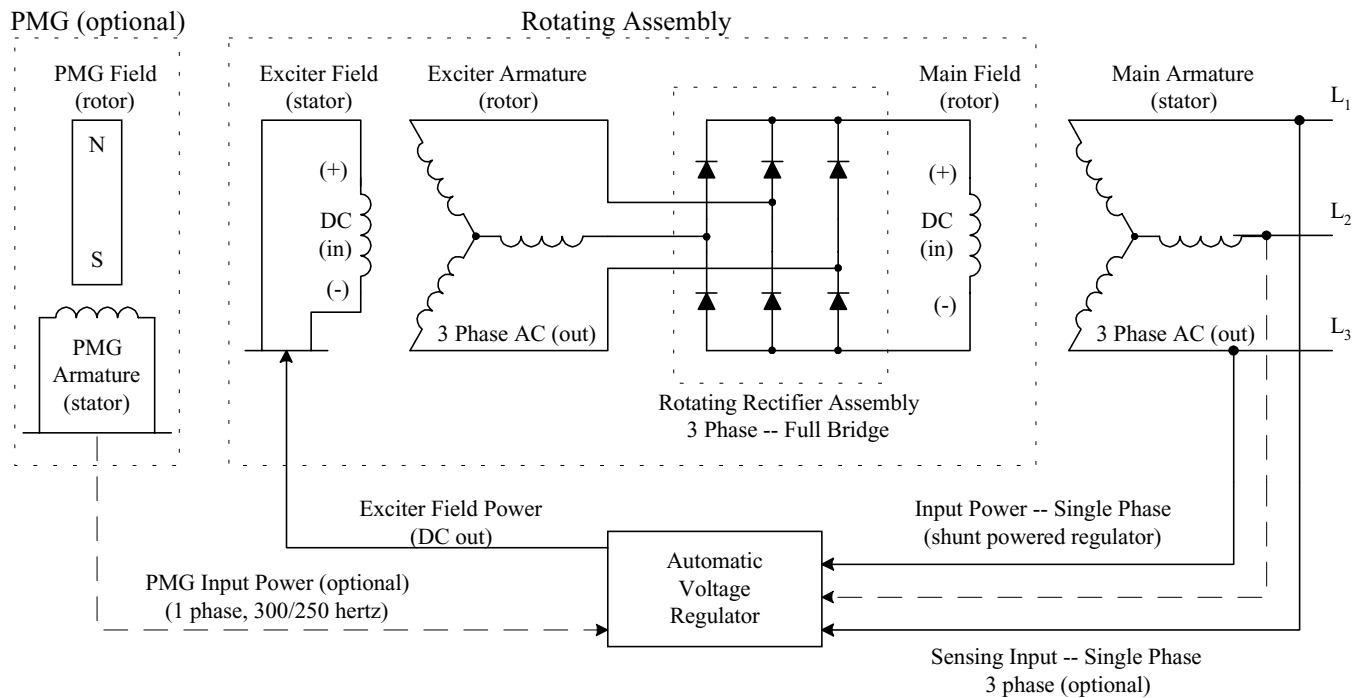 PMG (optional)
Rotating Assembly
PMG Field
(rotor)
N
S
PMG
Armature
(stator)
Exciter Field
(stator)
(+)
DC
(in)
(-)
Exciter Armature
(rotor)
3 Phase AC (out)
Main Field
(rotor)
(+)
DC
(in)
(-)
Rotating Rectifier Assembly
3 Phase -- Full Bridge
Main Armature
(stator)
3 Phase AC (out)
L1
L2
L3
Exciter Field Power
(DC out)
PMG Input Power (optional)
(1 phase, 300/250 hertz)
Automatic
Voltage
Regulator
Input Power -- Single Phase
(shunt powered regulator)
Sensing Input -- Single Phase
3 phase (optional)